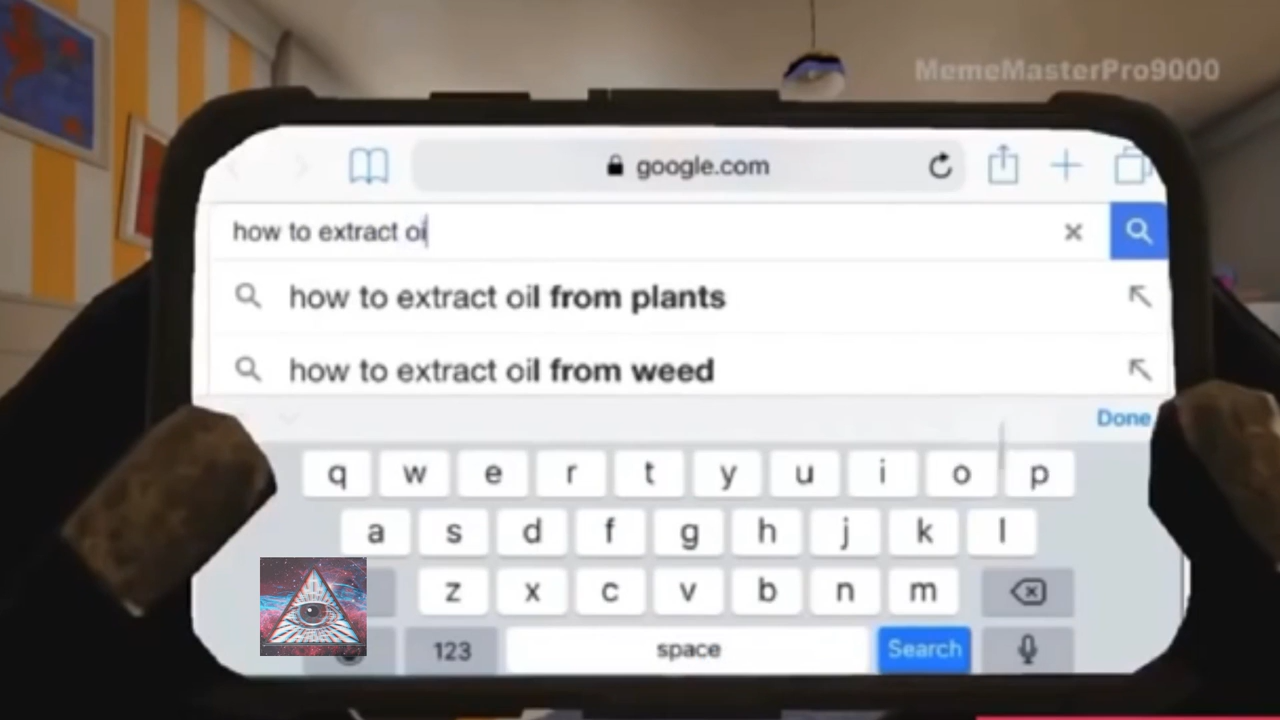 MemeMasterPro9000
google.com
how to extract oi
how to extract oil from plants
how to extract oil from weed
Done
q w e r t y u i o p
a s d f g h j k l
z x c v b n m
123 space Search